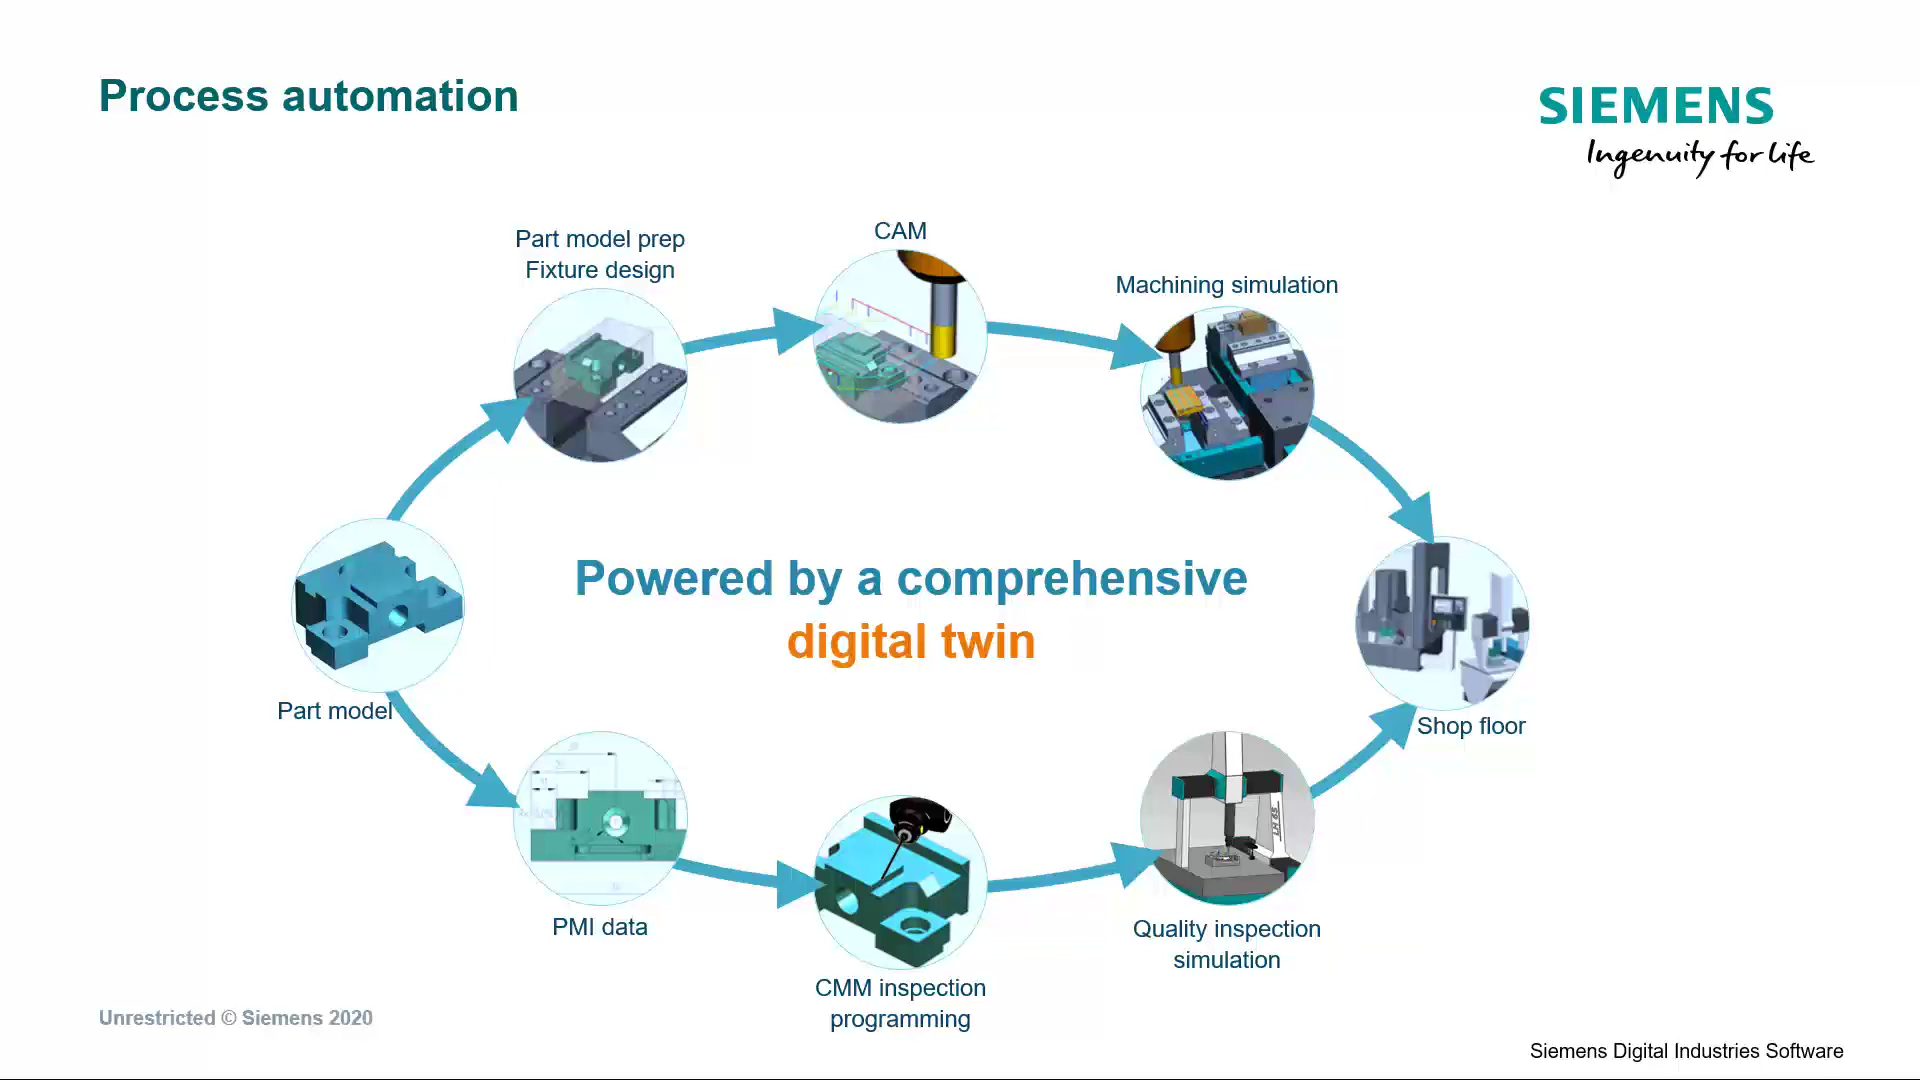 Process automation
SIEMENS
Ingenuity for life
Part model prep
Fixture design
CAM
Machining simulation
Powered by a comprehensive
digital twin
Part model
Shop floor
PMI data
CMM inspection
programming
Quality inspection
simulation
LH 65
Unrestricted © Siemens 2020
Siemens Digital Industries Software